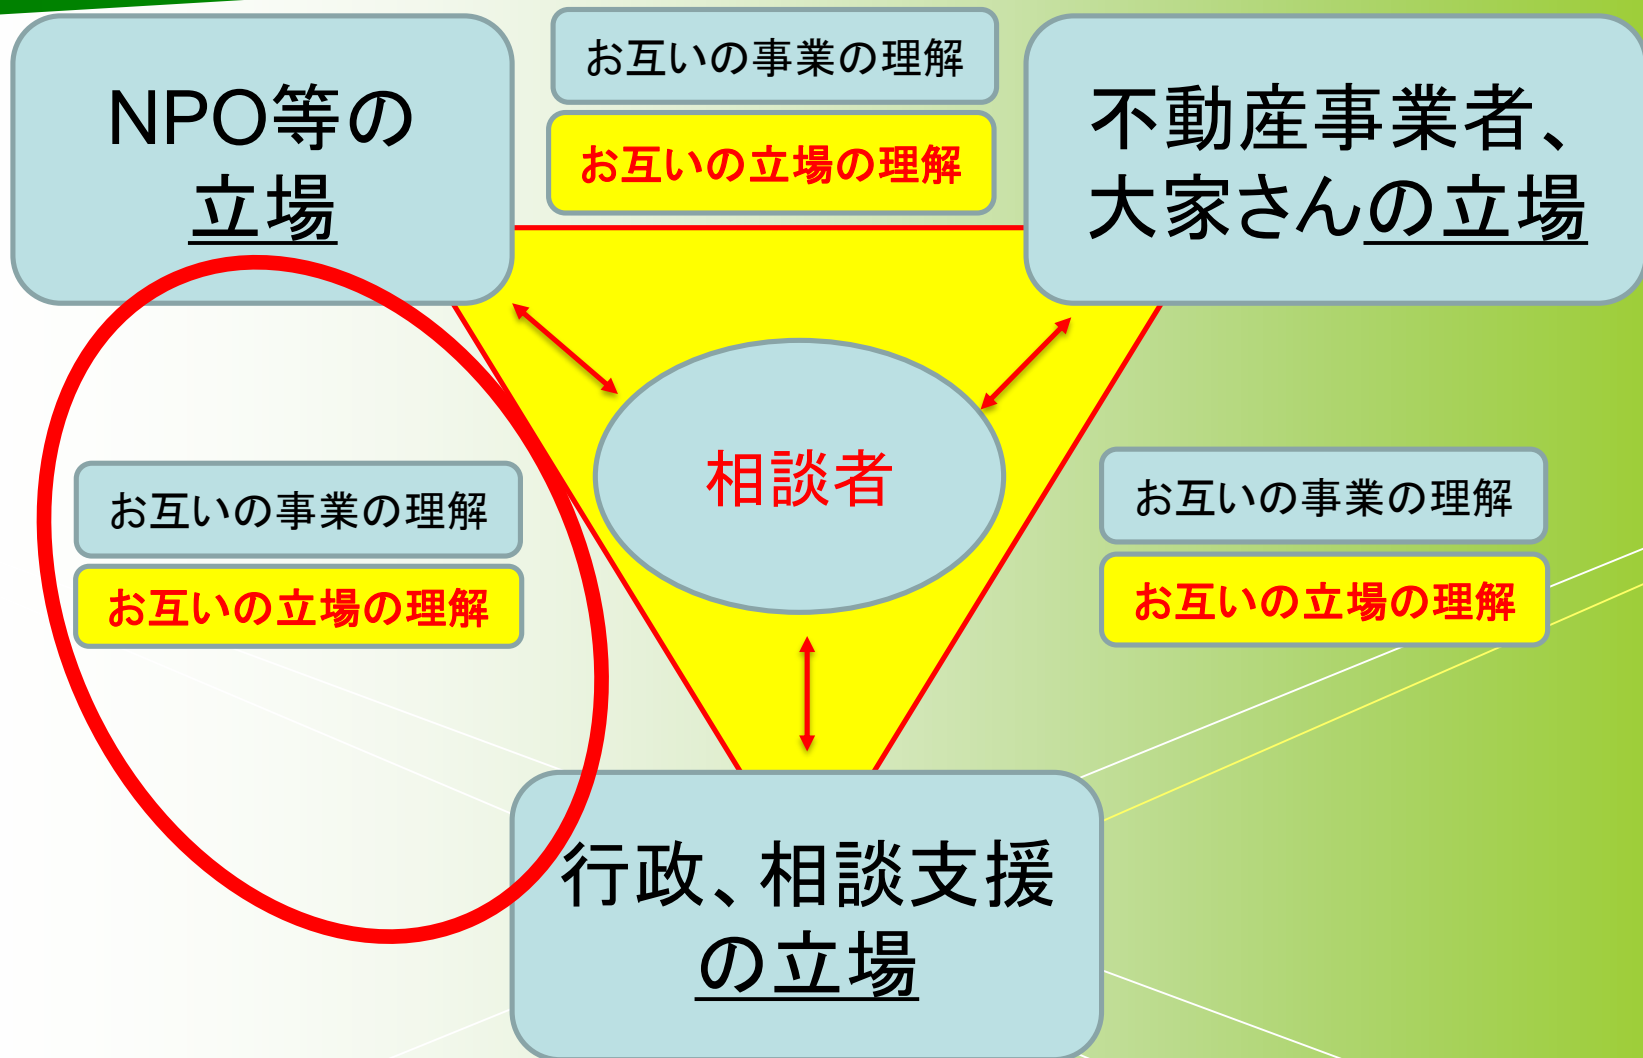 NPO等の
立場
お互いの事業の理解
お互いの立場の理解
不動産事業者、
大家さんの立場
相談者
お互いの事業の理解
お互いの立場の理解
お互いの事業の理解
お互いの立場の理解
行政、相談支援
の立場